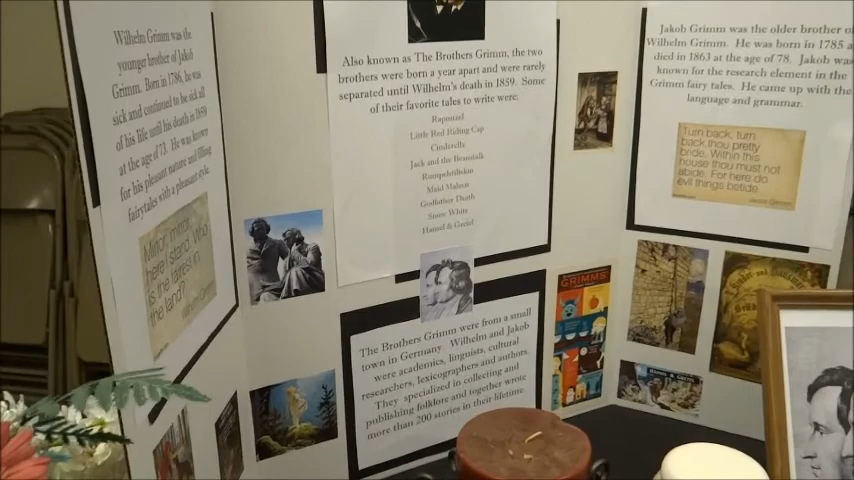 Wilhelm Grimm was the
younger brother of Jakob
Grimm. Born in 1786, he was
sick and continued to be sick all
of his life until his death in 1859
at the age of 73. He was known
for his pleasant nature and filling
fairytales with a pleasant style.
Mirror, mirror
here I stand. Who
is the fairest in
the land?
Also known as The Brothers Grimm, the two
brothers were born a year apart and were rarely
separated until Wilhelm's death in 1859. Some
of their favorite tales to write were:
Rapunzel
Little Red Riding Cap
Cinderella
Jack and the Beanstalk
Rumpelstilskin
Maid Maleen
Godfather Death
Snow White
Hansel & Gretel
The Brothers Grimm were from a small
town in Germany. Wilhelm and Jakob
were academics, linguists, cultural
researchers, lexicographers and authors.
They specialized in collecting and
publishing folklore and together wrote
more than 200 stories in their lifetime.
GRIMMS
Jakob Grimm was the older brother o
Wilhelm Grimm. He was born in 1785 a
died in 1863 at the age of 78. Jakob was
known for the research element in the
Grimm fairy tales. He came up with the
language and grammar.
Turn back, turn
back thou pretty
bride, Within this
house thou must not
abide. For here do
evil things betide.